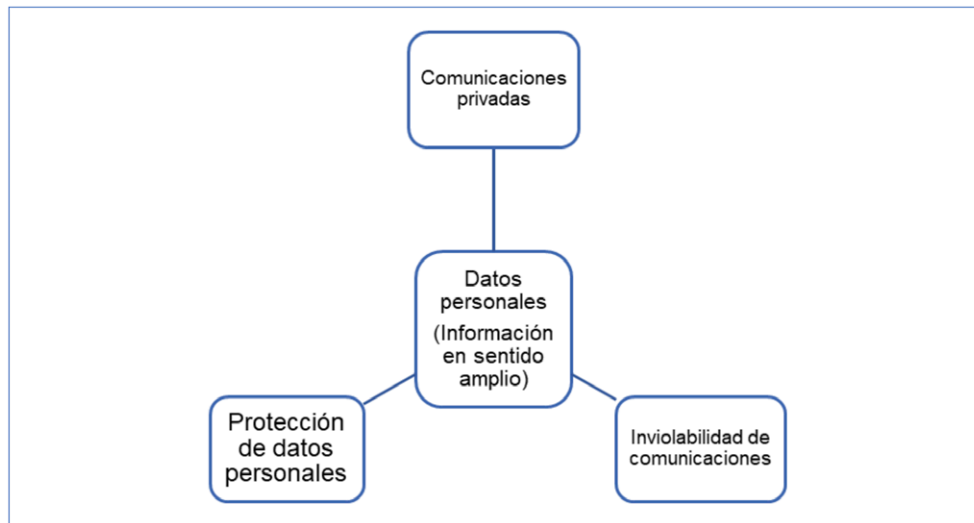 Comunicaciones
privadas
Datos
personales
(Información
en sentido
amplio)
Protección
de datos
personales
Inviolabilidad de
comunicaciones